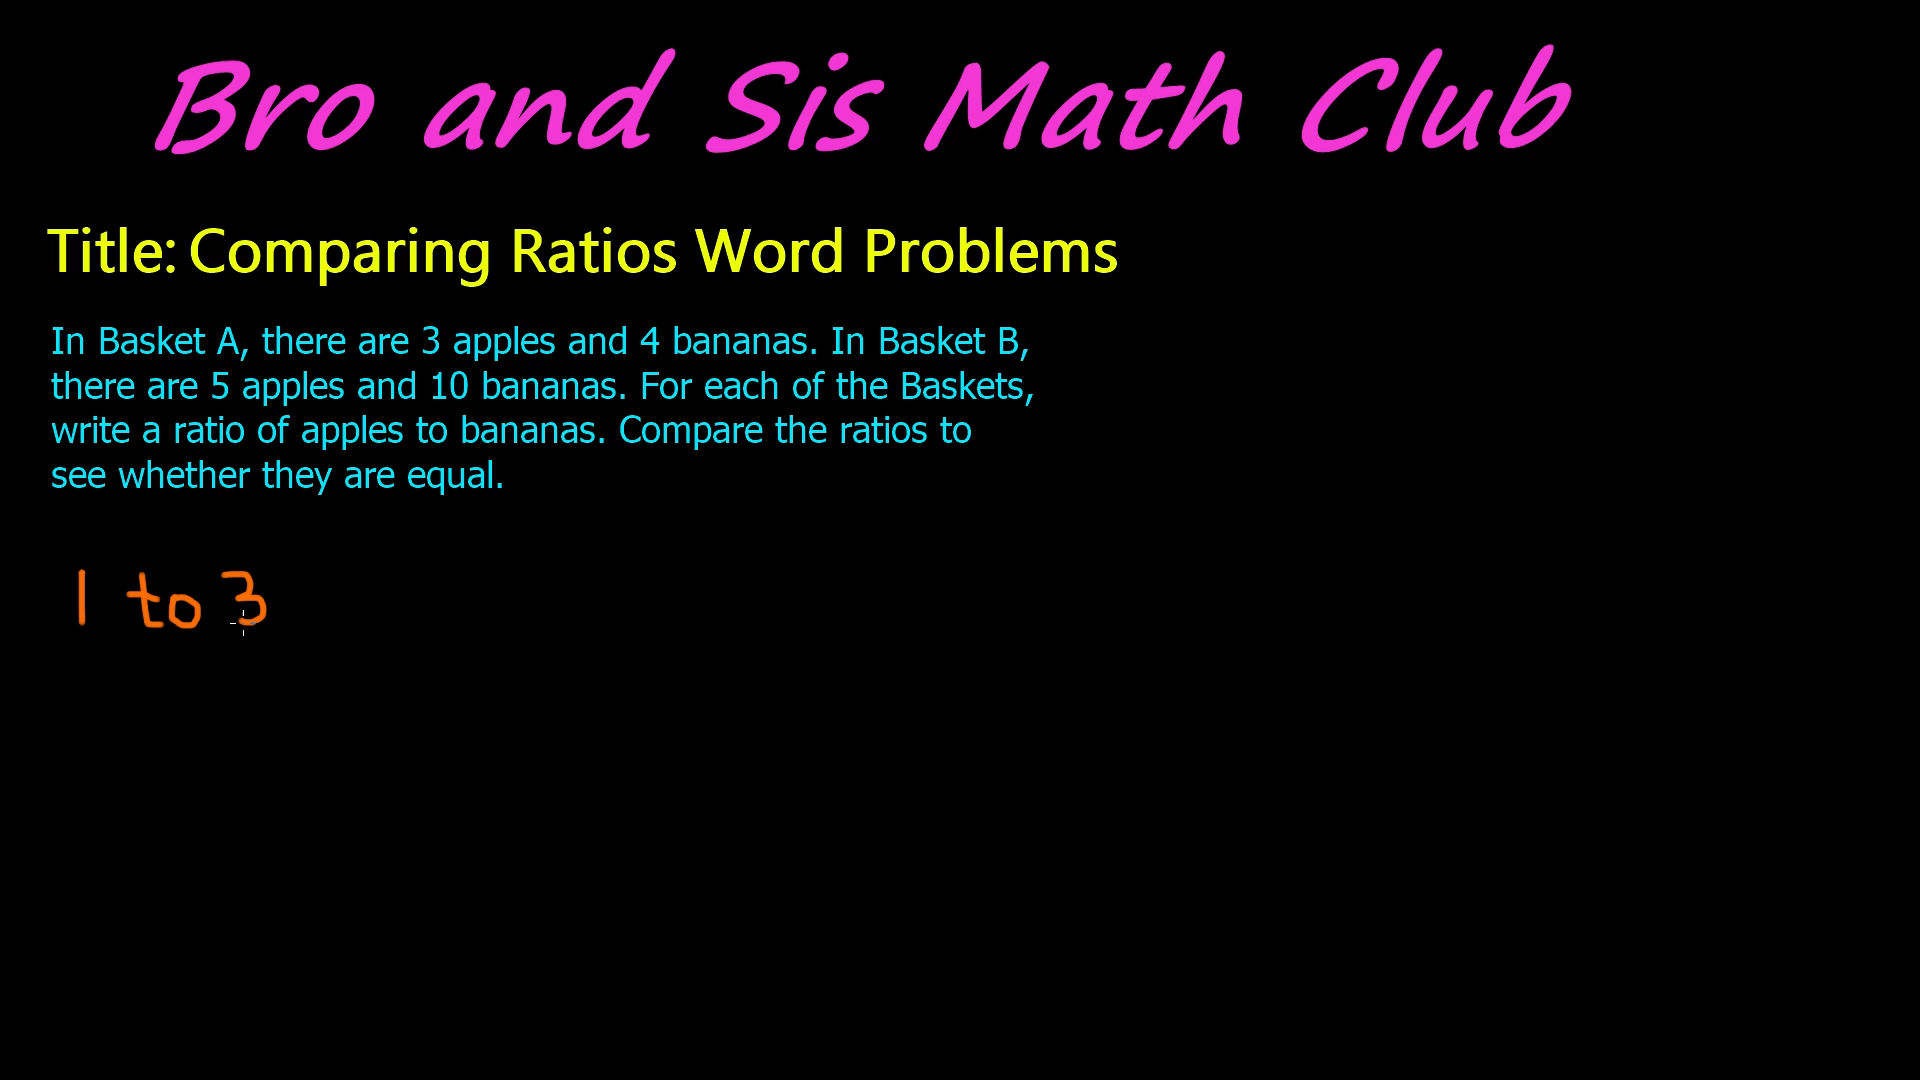 Bro and Sis Math Club
Title: Comparing Ratios Word Problems
In Basket A, there are 3 apples and 4 bananas. In Basket B,
there are 5 apples and 10 bananas. For each of the Baskets,
write a ratio of apples to bananas. Compare the ratios to
see whether they are equal.
1 to 3